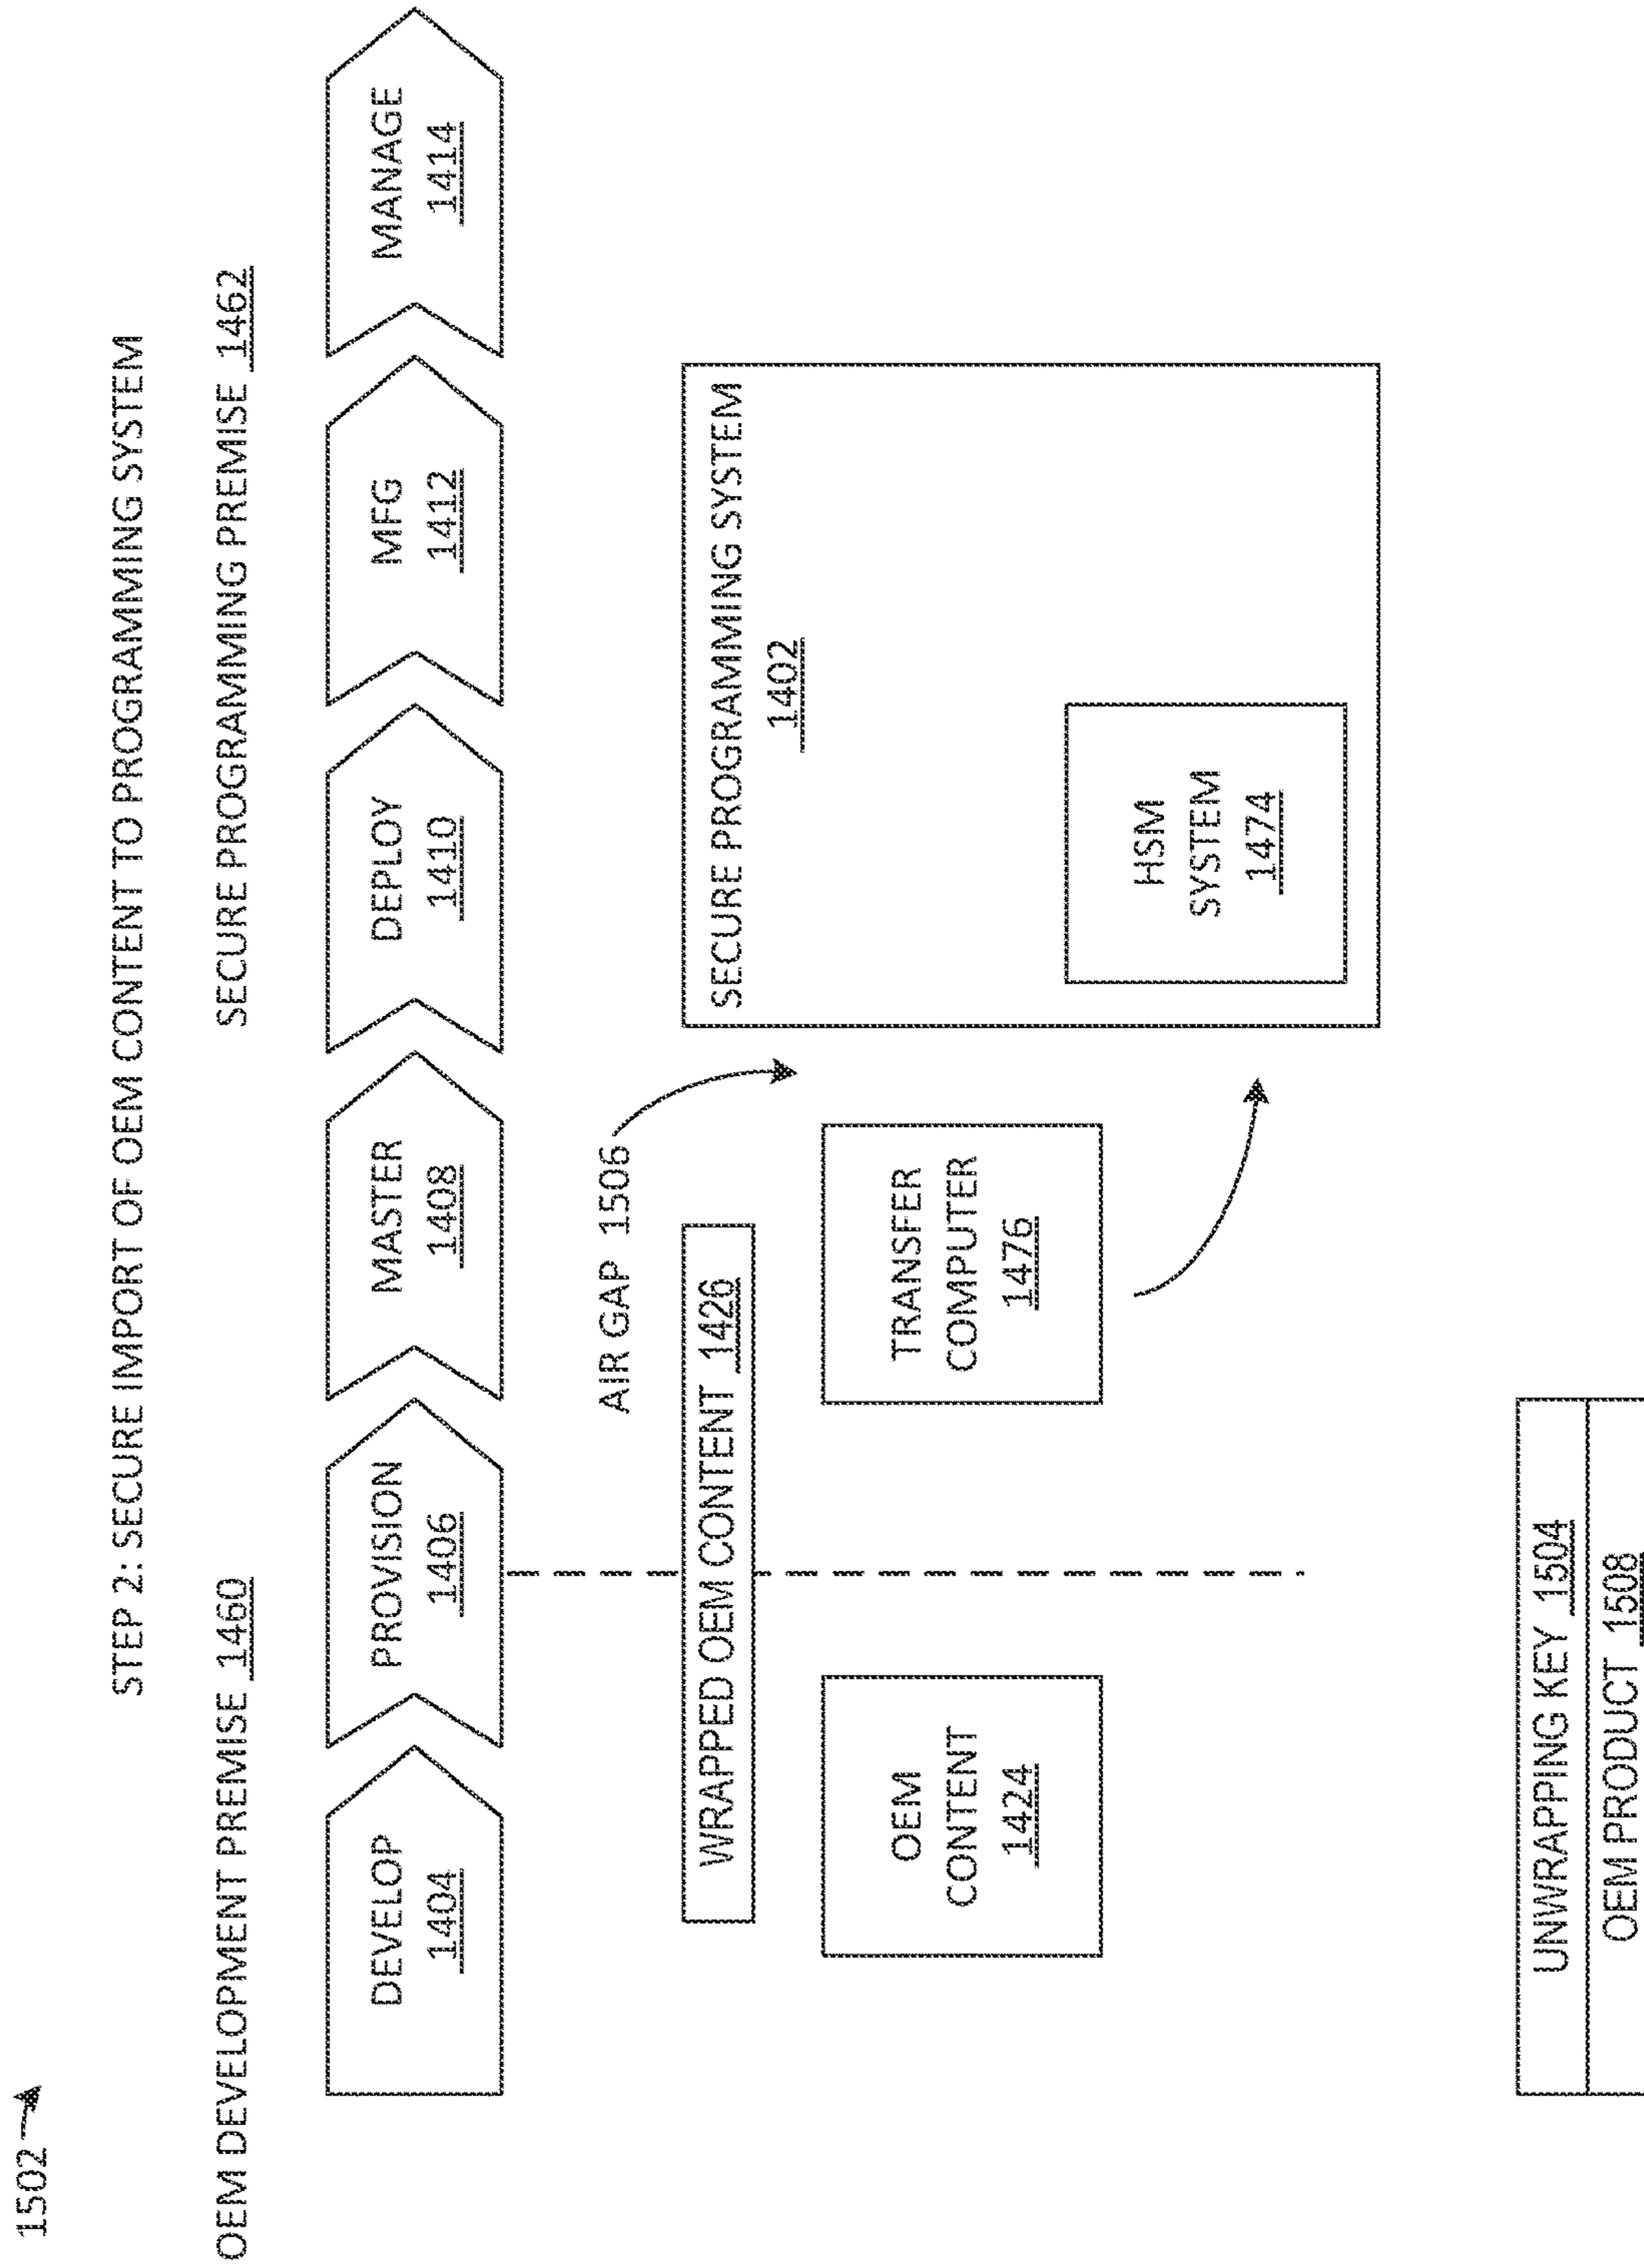 1502
STEP 2: SECURE IMPORT OF OEM CONTENT TO PROGRAMMING SYSTEM
OEM DEVELOPMENT PREMISE 1460
SECURE PROGRAMMING PREMISE 1462
DEVELOP
1404
PROVISION
1406
MASTER
1408
DEPLOY
1410
MFG
1412
MANAGE
1414
AIR GAP 1506
WRAPPED OEM CONTENT 1426
OEM
CONTENT
1424
TRANSFER
COMPUTER
1476
SECURE PROGRAMMING SYSTEM
1402
HSM
SYSTEM
1474
UNWRAPPING KEY 1504
OEM PRODUCT 1508